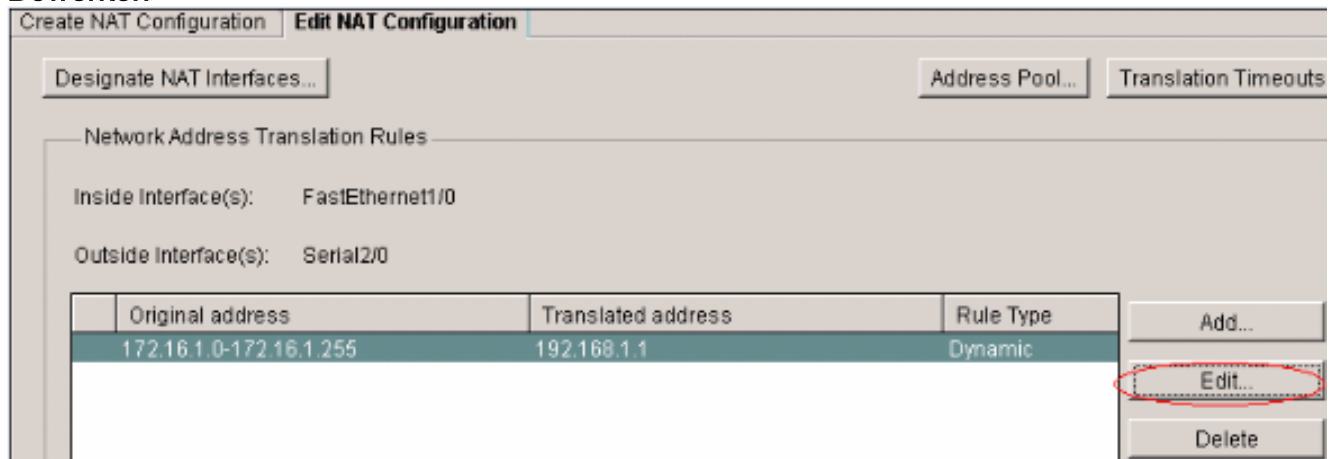 Create NAT Configuration Edit NAT Configuration
Designate NAT Interfaces... Address Pool... Translation Timeouts
Network Address Translation Rules
Inside Interface(s): FastEthernet1/0
Outside Interface(s): Serial2/0
Original address Translated address Rule Type
172.16.1.0-172.16.1.255 192.168.1.1 Dynamic
Add...
Edit...
Delete